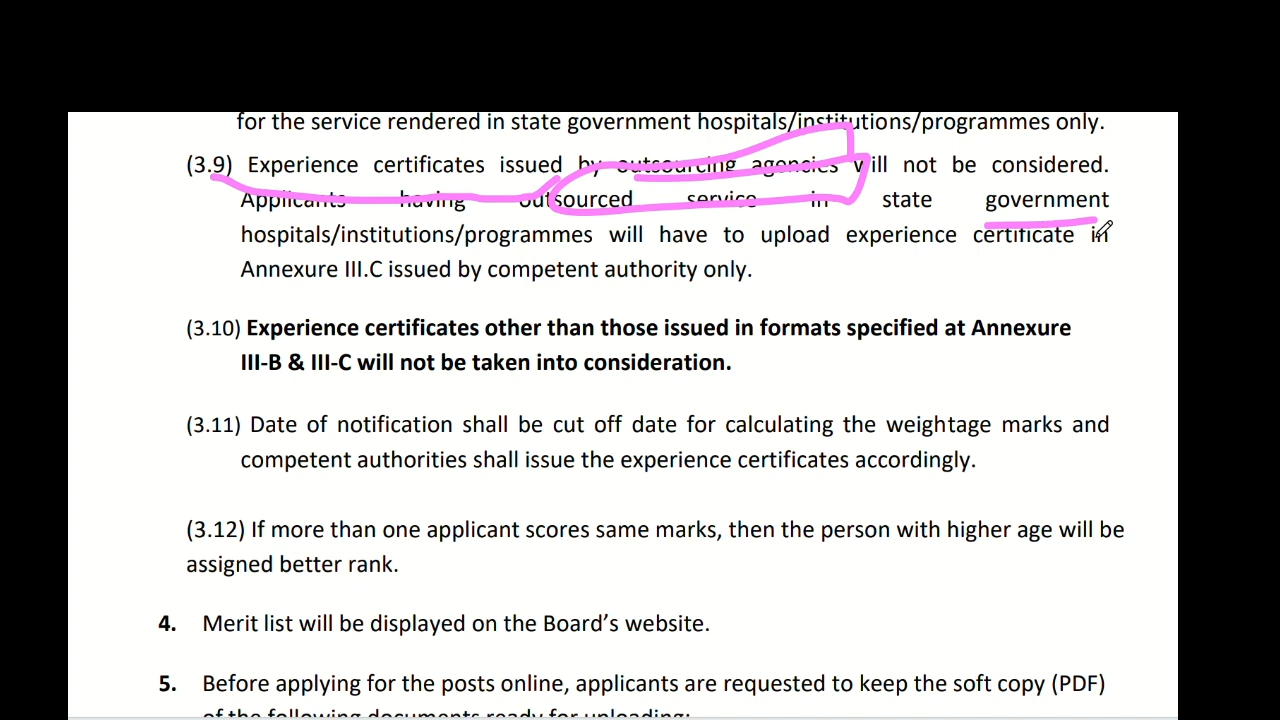 for the service rendered in state government hospitals/institutions/programmes only.
(3.9) Experience certificates issued by outsourcing agencies will not be considered.
Applicants having outsourced service in state government
hospitals/institutions/programmes will have to upload experience certificate in
Annexure III.C issued by competent authority only.
(3.10) Experience certificates other than those issued in formats specified at Annexure
III-B & III-C will not be taken into consideration.
(3.11) Date of notification shall be cut off date for calculating the weightage marks and
competent authorities shall issue the experience certificates accordingly.
(3.12) If more than one applicant scores same marks, then the person with higher age will be
assigned better rank.
4. Merit list will be displayed on the Board’s website.
5. Before applying for the posts online, applicants are requested to keep the soft copy (PDF)
of the following documents ready for uploading: